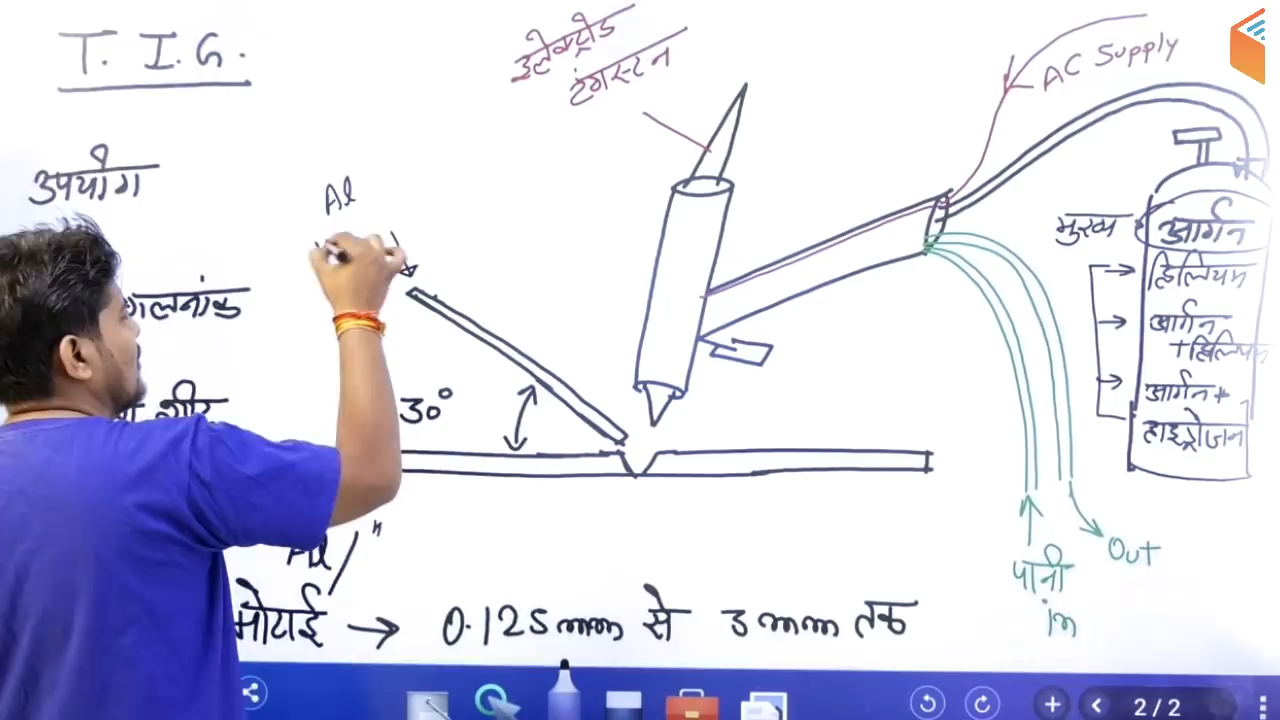 T. I. G.
इलेक्ट्रोड
टंगस्टन
AC Supply
उपयोग
Al
मुख्य
आर्गन
हिलियम
आर्गन
+हिलियम
आर्गन +
हाइड्रोजन
गलनांक
30°
पानी
in
Out
मोटाई → 0.125mm से 3mm तक
2/2